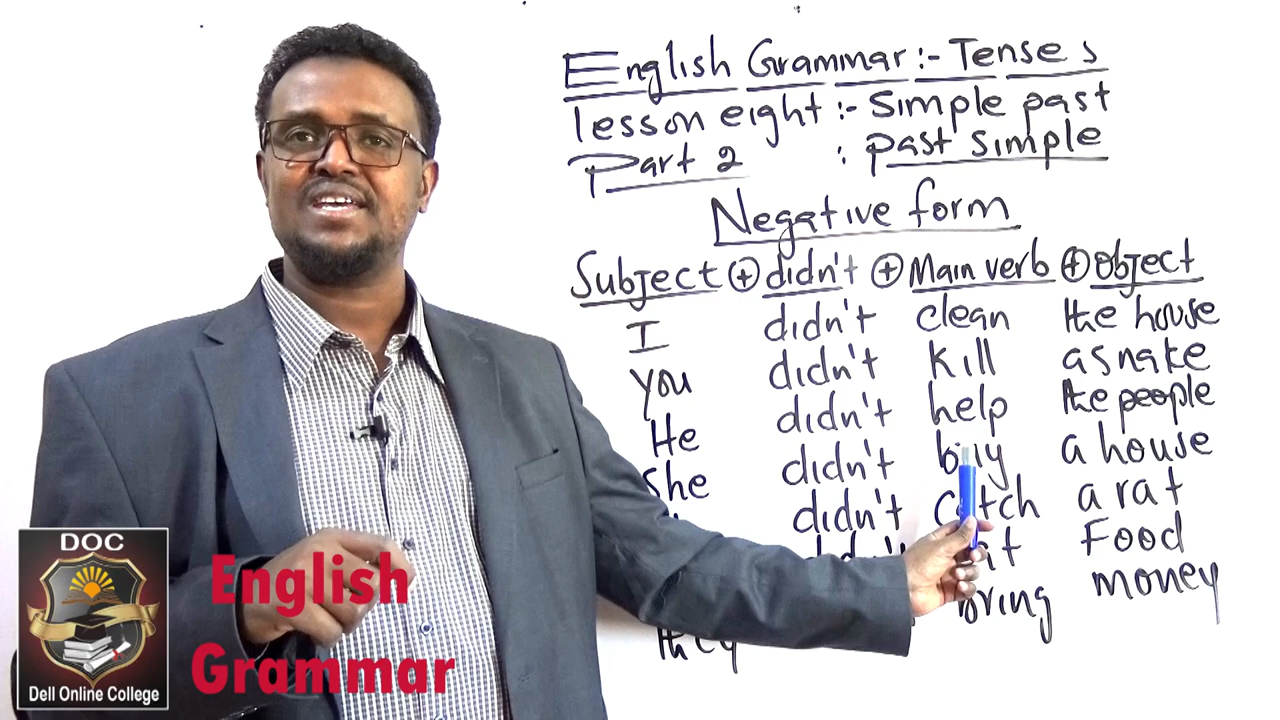 English Grammar:- Tenses
lesson eight:- Simple past
Part 2 : past simple
Negative form
Subject + didn't + Main verb + object
I didn't clean the house
you didn't kill a snake
He didn't help the people
She didn't buy a house
didn't catch a rat
Food
they bring money
DOC
Dell Online College
English
Grammar